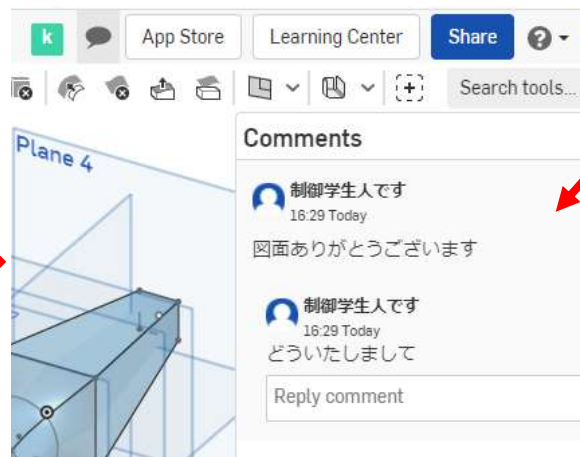 k
App Store
Learning Center
Share
?
Search tools...
Plane 4
Comments
制御学生人です
16:29 Today
図面ありがとうございます
制御学生人です
16:29 Today
どういたしまして
Reply comment